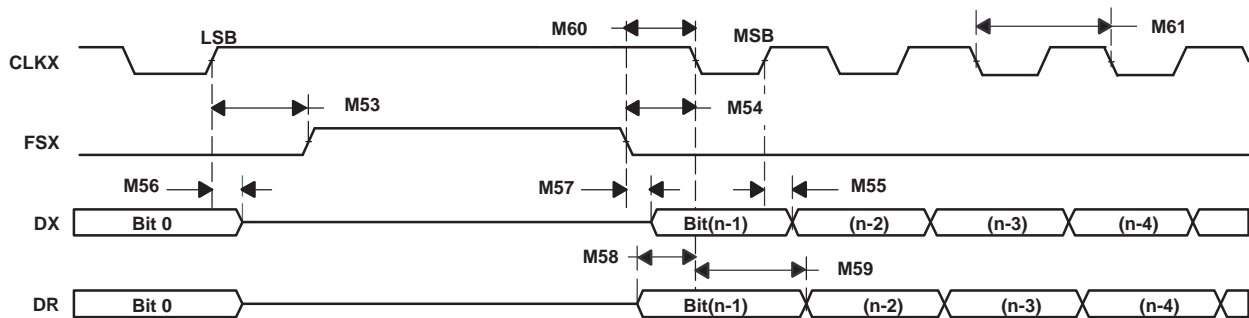 LSB
M60
MSB
M61
CLKX
M53
M54
FSX
M56
M57
M55
DX
Bit 0
Bit(n-1)
(n-2)
(n-3)
(n-4)
M58
M59
DR
Bit 0
Bit(n-1)
(n-2)
(n-3)
(n-4)